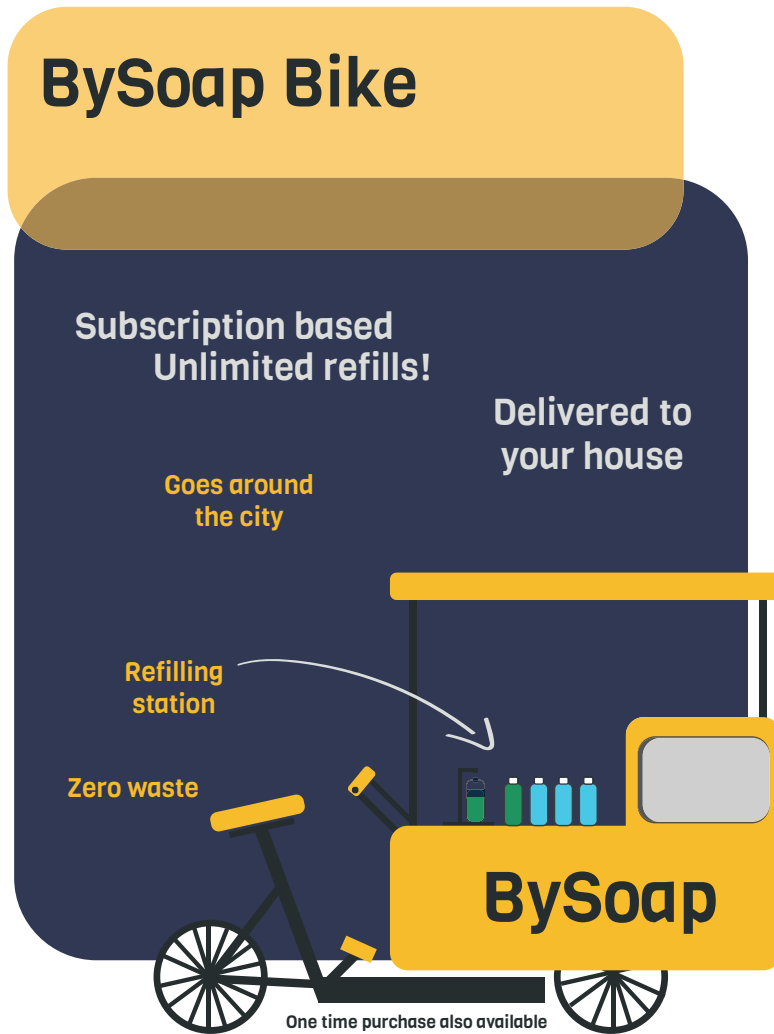 BySoap Bike
Subscription based
Unlimited refills!
Delivered to
your house
Goes around
the city
Refilling
station
Zero waste
BySoap
One time purchase also available